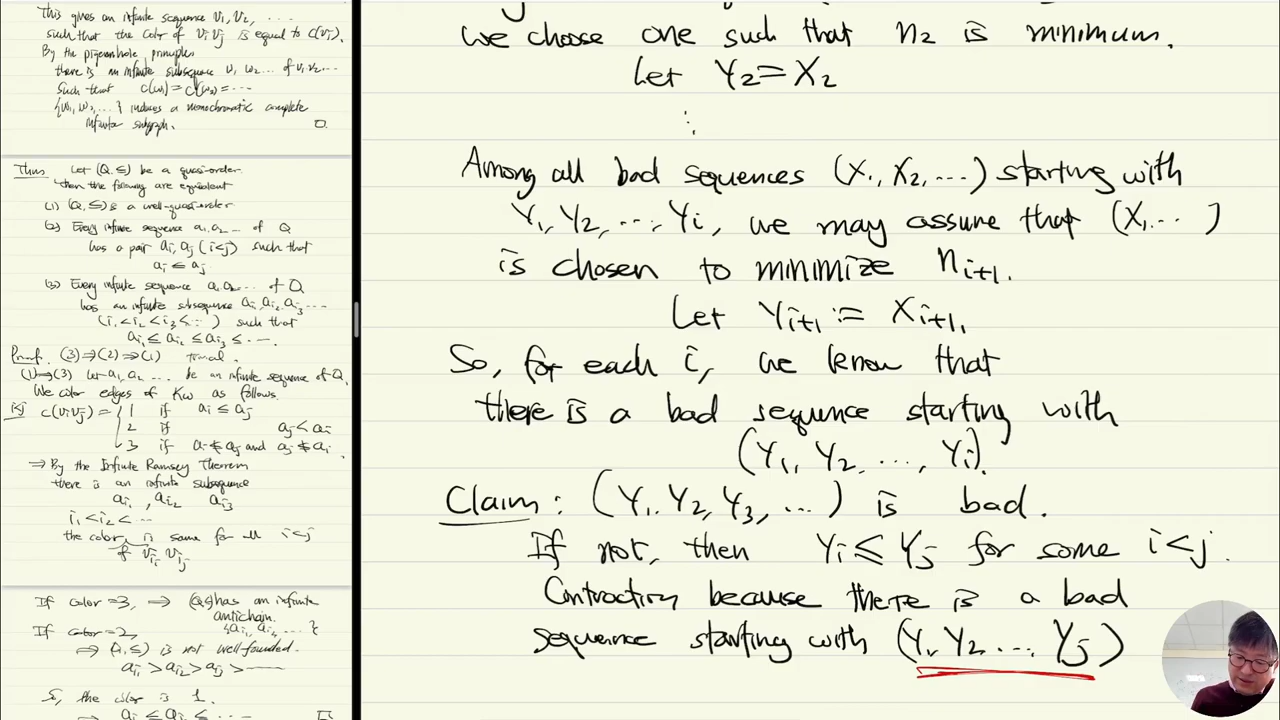 This gives an infinite sequence v1, v2, ....
such that the color of vivj is equal to c(vi).
By the pigeonhole principle
there is an infinite subsequence w1 w2 ... of v1 v2 ...
such that c(w1) = c(w2) = ...
{w1, w2, ...} induces a monochromatic complete
infinite subgraph. □
Thm Let (Q, ≤) be a quasi-order.
then the following are equivalent
(1) (Q, ≤) is a well-quasi-order
(2) Every infinite sequence a1, a2 ... of Q
has a pair ai, aj (i<j) such that
ai ≤ aj.
(3) Every infinite sequence a1 a2 .... of Q
has an infinite subsequence ai1, ai2, ai3 ....
(i1 < i2 < i3 < ...) such that
ai1 ≤ ai2 ≤ ai3 ≤ ....
Proof. (3)⇒(2)⇒(1) trivial.
(1)⇒(3) Let a1, a2 ... be an infinite sequence of Q.
We color edges of Kω as follows.
i<j c(vivj) = { 1 if ai ≤ aj
2 if aj < ai
3 if ai ≰ aj and aj ≰ ai
⇒ By the Infinite Ramsey Theorem
there is an infinite subsequence
ai1, ai2 ai3
i1 < i2 < ...
the color is same for all i<j
of vii vij
If color = 3, ⇒ (Q, ≤) has an infinite
antichain.
{ai1, ai2, ... }
If color = 2,
⇒ (Q, ≤) is not well-founded.
ai1 > ai2 > ai3 > ....
So, the color is 1.
⇒ ai1 ≤ ai2 ≤ ... □
we choose one such that n2 is minimum.
Let Y2 = X2
⋮
Among all bad sequences (X1, X2, ...) starting with
Y1, Y2, ..., Yi, we may assume that (X1, ... )
is chosen to minimize ni+1.
Let Yi+1 := Xi+1.
So, for each i, we know that
there is a bad sequence starting with
(Y1, Y2, ..., Yi).
Claim: (Y1, Y2, Y3, ... ) is bad.
If not, then Yi ≤ Yj for some i<j.
Contraction because there is a bad
sequence starting with (Y1, Y2 ..., Yj)